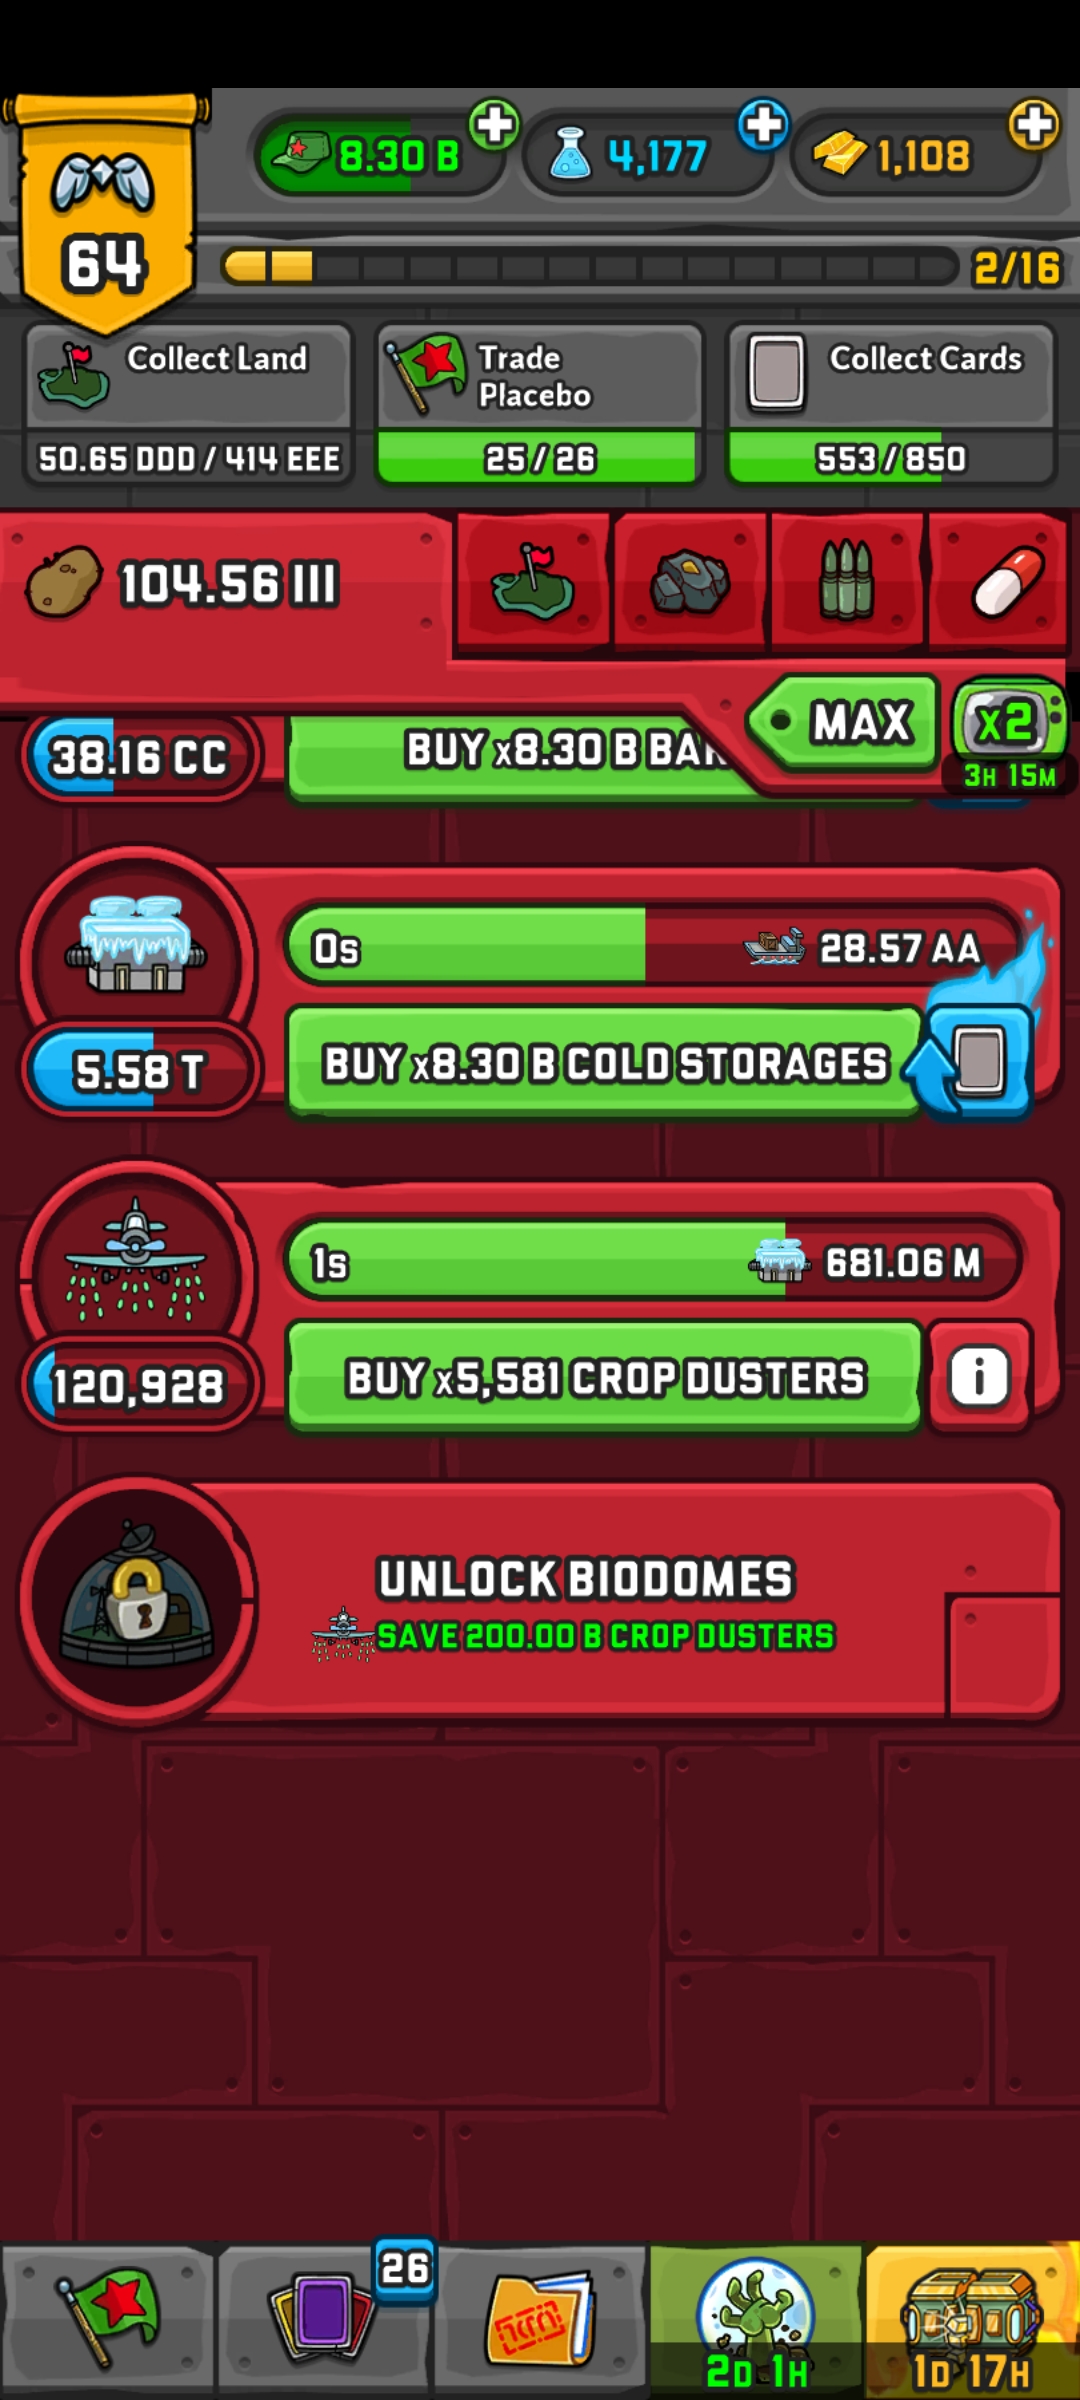 8.30 B
4,177
1,108
64
2/16
Collect Land
50.65 DDD / 414 EEE
Trade
Placebo
25 / 26
Collect Cards
553 / 850
104.56 III
MAX
X2
3H 15M
38.16 CC
BUY x8.30 B BAR
0s
28.57 AA
5.58 T
BUY x8.30 B COLD STORAGES
1s
681.06 M
120,928
BUY x5,581 CROP DUSTERS
i
UNLOCK BIODOMES
SAVE 200.00 B CROP DUSTERS
26
2D 1H
1D 17H